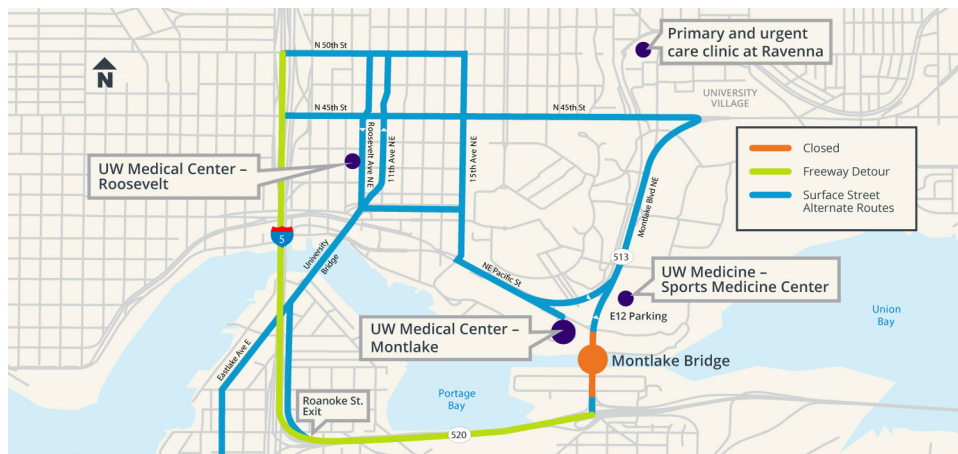 Primary and urgent
care clinic at Ravenna
N 50th St
N
UNIVERSITY
VILLAGE
N 45th St
N 45th St
Closed
Freeway Detour
Surface Street
Alternate Routes
Roosevelt Ave NE
11th Ave NE
15th Ave NE
UW Medical Center –
Roosevelt
Montlake Blvd NE
5
University
Bridge
513
NE Pacific St
UW Medicine –
Sports Medicine Center
E12 Parking
Union
Bay
UW Medical Center –
Montlake
Montlake Bridge
Eastlake Ave E
Roanoke St.
Exit
Portage
Bay
520